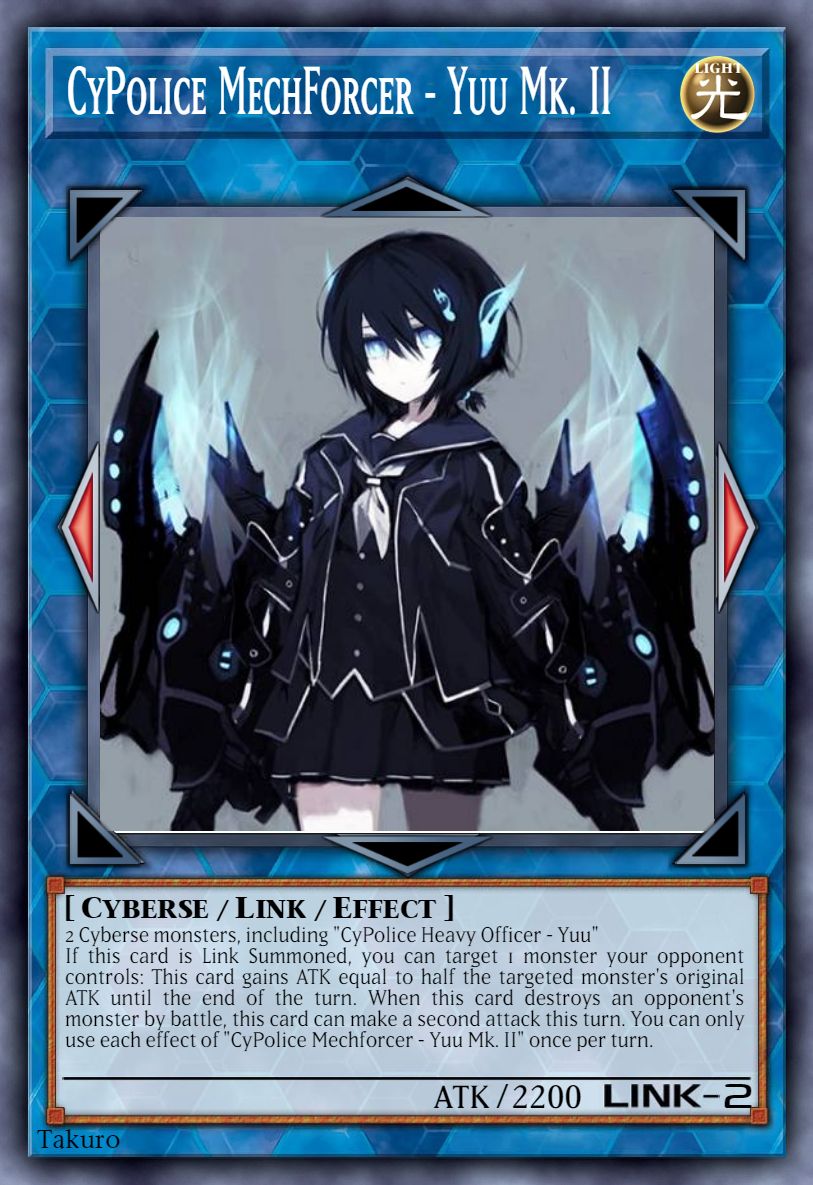 CyPolice MechForcer - Yuu Mk. II
LIGHT
光
[ Cyberse / Link / Effect ]
2 Cyberse monsters, including "CyPolice Heavy Officer - Yuu"
If this card is Link Summoned, you can target 1 monster your opponent
controls: This card gains ATK equal to half the targeted monster's original
ATK until the end of the turn. When this card destroys an opponent's
monster by battle, this card can make a second attack this turn. You can only
use each effect of "CyPolice Mechforcer - Yuu Mk. II" once per turn.
ATK/2200 LINK-2
Takuro